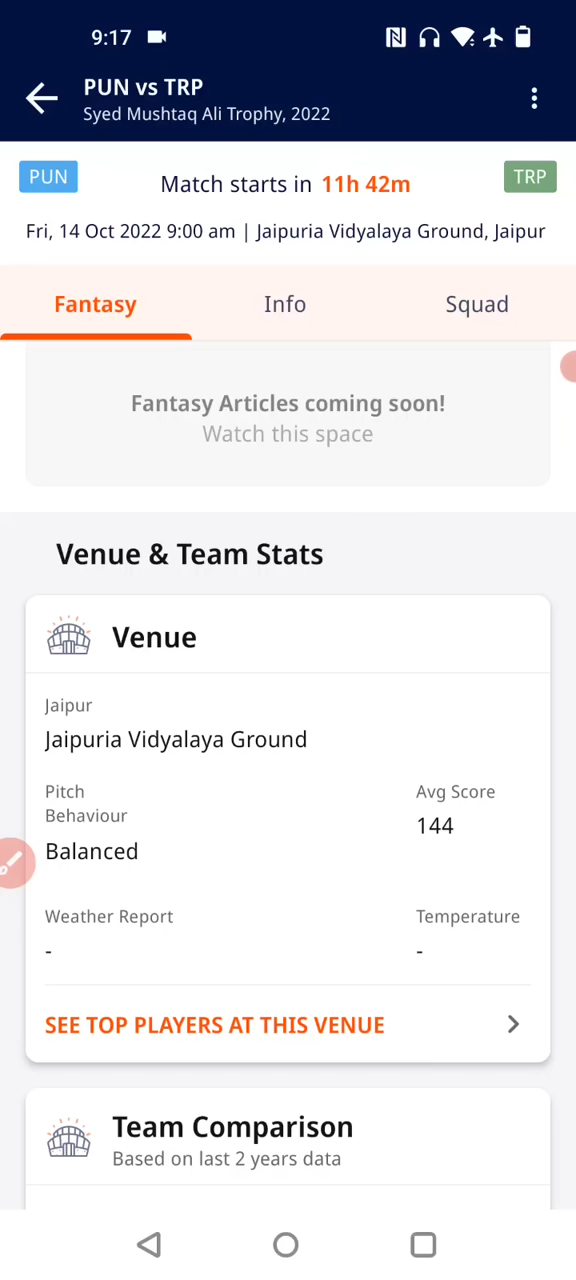 9:17
PUN vs TRP
Syed Mushtaq Ali Trophy, 2022
PUN
Match starts in 11h 42m
TRP
Fri, 14 Oct 2022 9:00 am | Jaipuria Vidyalaya Ground, Jaipur
Fantasy Info Squad
Fantasy Articles coming soon!
Watch this space
Venue & Team Stats
Venue
Jaipur
Jaipuria Vidyalaya Ground
Pitch
Behaviour
Balanced
Avg Score
144
Weather Report
-
Temperature
-
SEE TOP PLAYERS AT THIS VENUE
Team Comparison
Based on last 2 years data